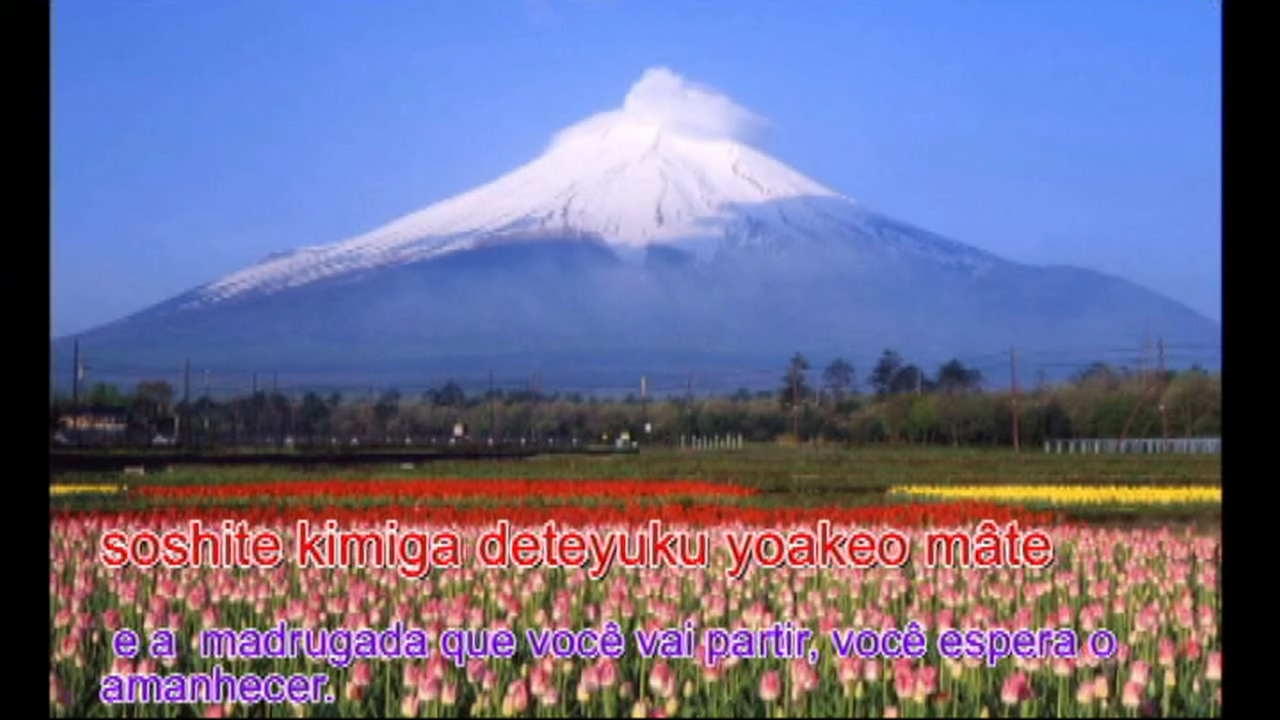 soshite kimiga deteyuku yoakeo mâte
e a madrugada que você vai partir, você espera o
amanhecer.